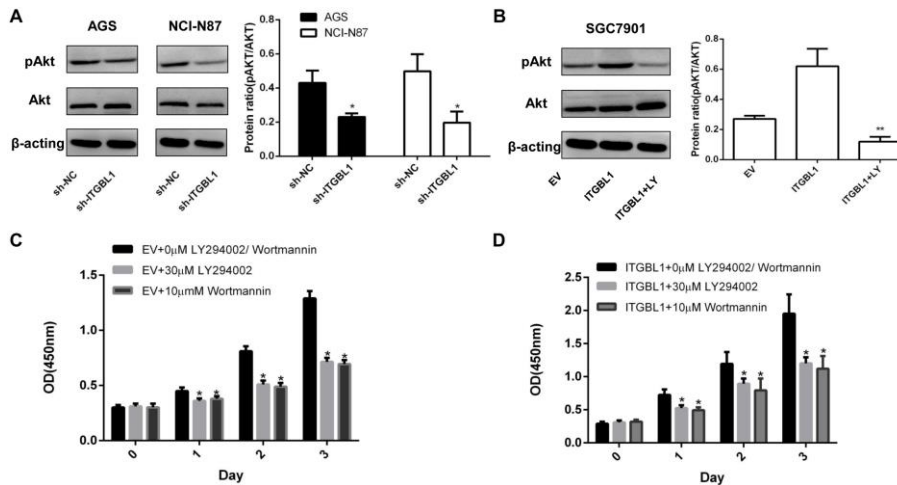 A
AGS NCI-N87
pAkt
Akt
β-acting
sh-NC sh-ITGBL1 sh-NC sh-ITGBL1
AGS
NCI-N87
Protein ratio(pAKT/AKT)
0.8
0.6
0.4
0.2
0.0
* *
sh-NC sh-ITGBL1 sh-NC sh-ITGBL1
B
SGC7901
pAkt
Akt
β-acting
EV ITGBL1 ITGBL1+LY
Protein ratio(pAKT/AKT)
0.8
0.6
0.4
0.2
0.0
**
EV ITGBL1 ITGBL1+LY
C
EV+0μM LY294002/ Wortmannin
EV+30μM LY294002
EV+10μmM Wortmannin
OD(450nm)
1.5
1.0
0.5
0.0
* * * * * *
0 1 2 3
Day
D
ITGBL1+0μM LY294002/ Wortmannin
ITGBL1+30μM LY294002
ITGBL1+10μM Wortmannin
OD(450nm)
2.5
2.0
1.5
1.0
0.5
0.0
* * * * * *
0 1 2 3
Day